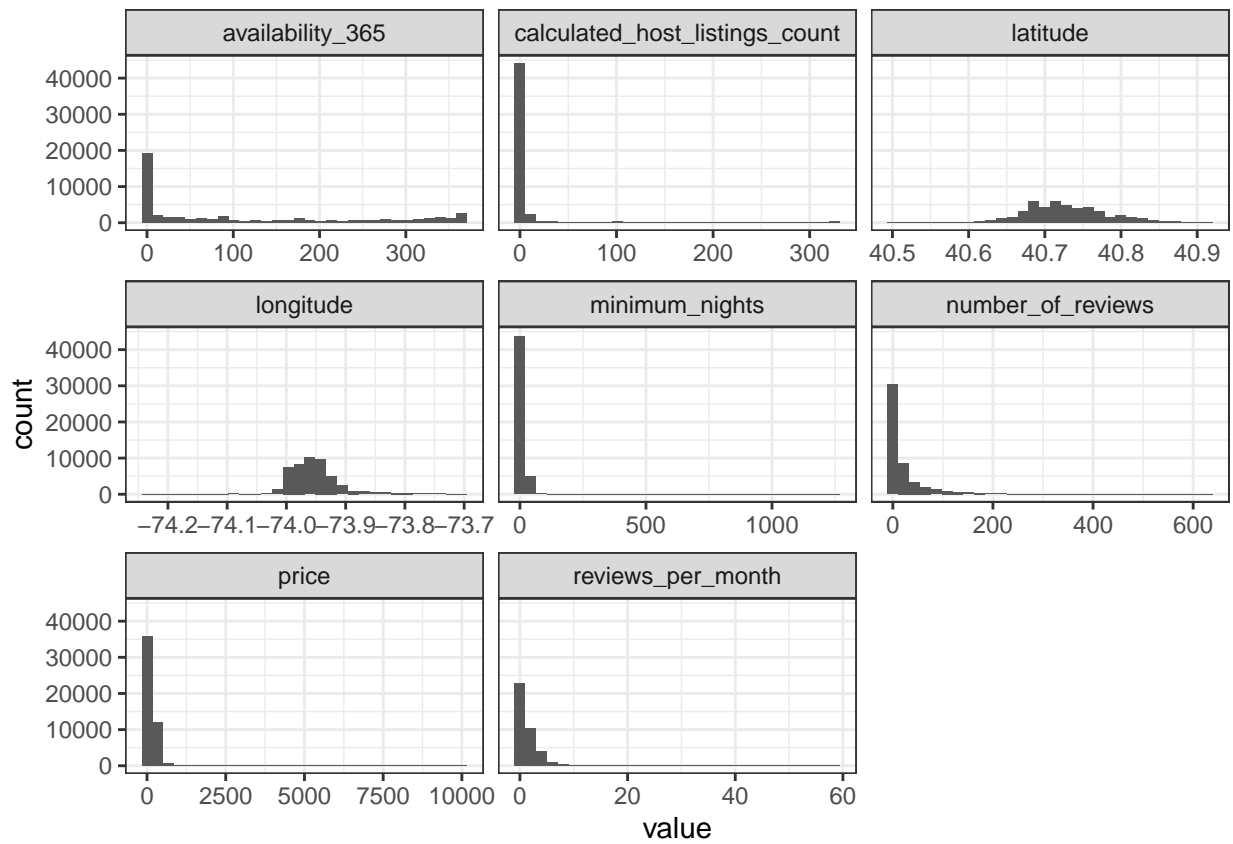 availability_365 calculated_host_listings_count latitude
40000
30000
20000
10000
0
0 100 200 300 0 100 200 300 40.5 40.6 40.7 40.8 40.9
longitude minimum_nights number_of_reviews
40000
30000
20000
10000
0
−74.2 −74.1 −74.0 −73.9 −73.8 −73.7 0 500 1000 0 200 400 600
count
price reviews_per_month
40000
30000
20000
10000
0
0 2500 5000 7500 10000 0 20 40 60
value